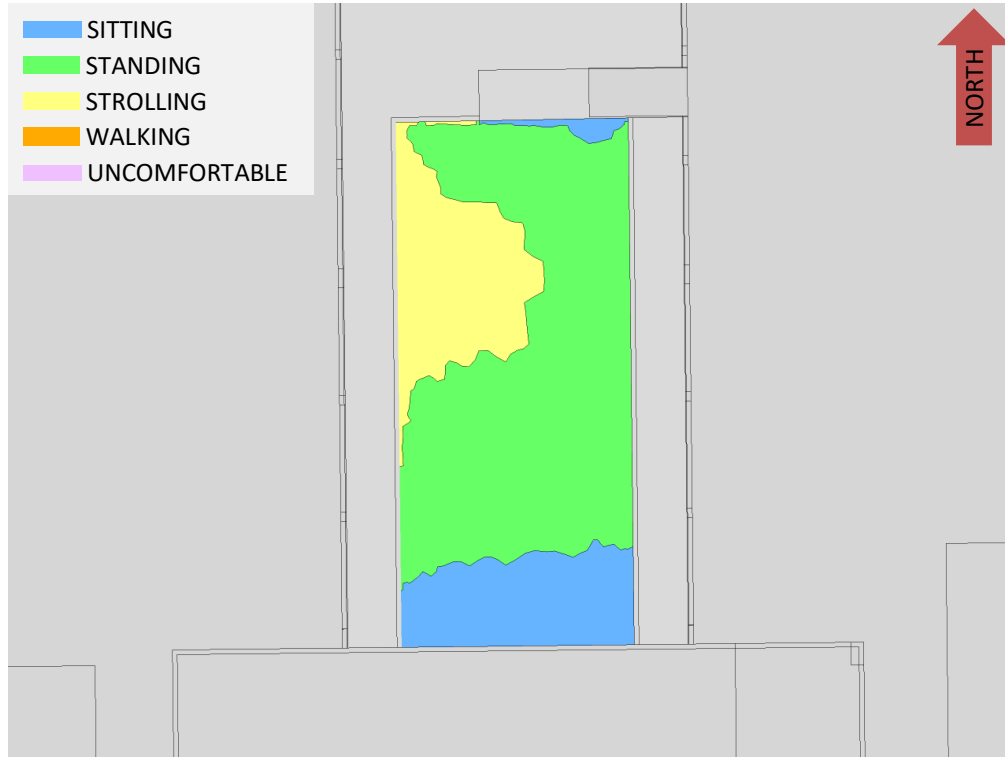 SITTING
STANDING
STROLLING
WALKING
UNCOMFORTABLE
NORTH